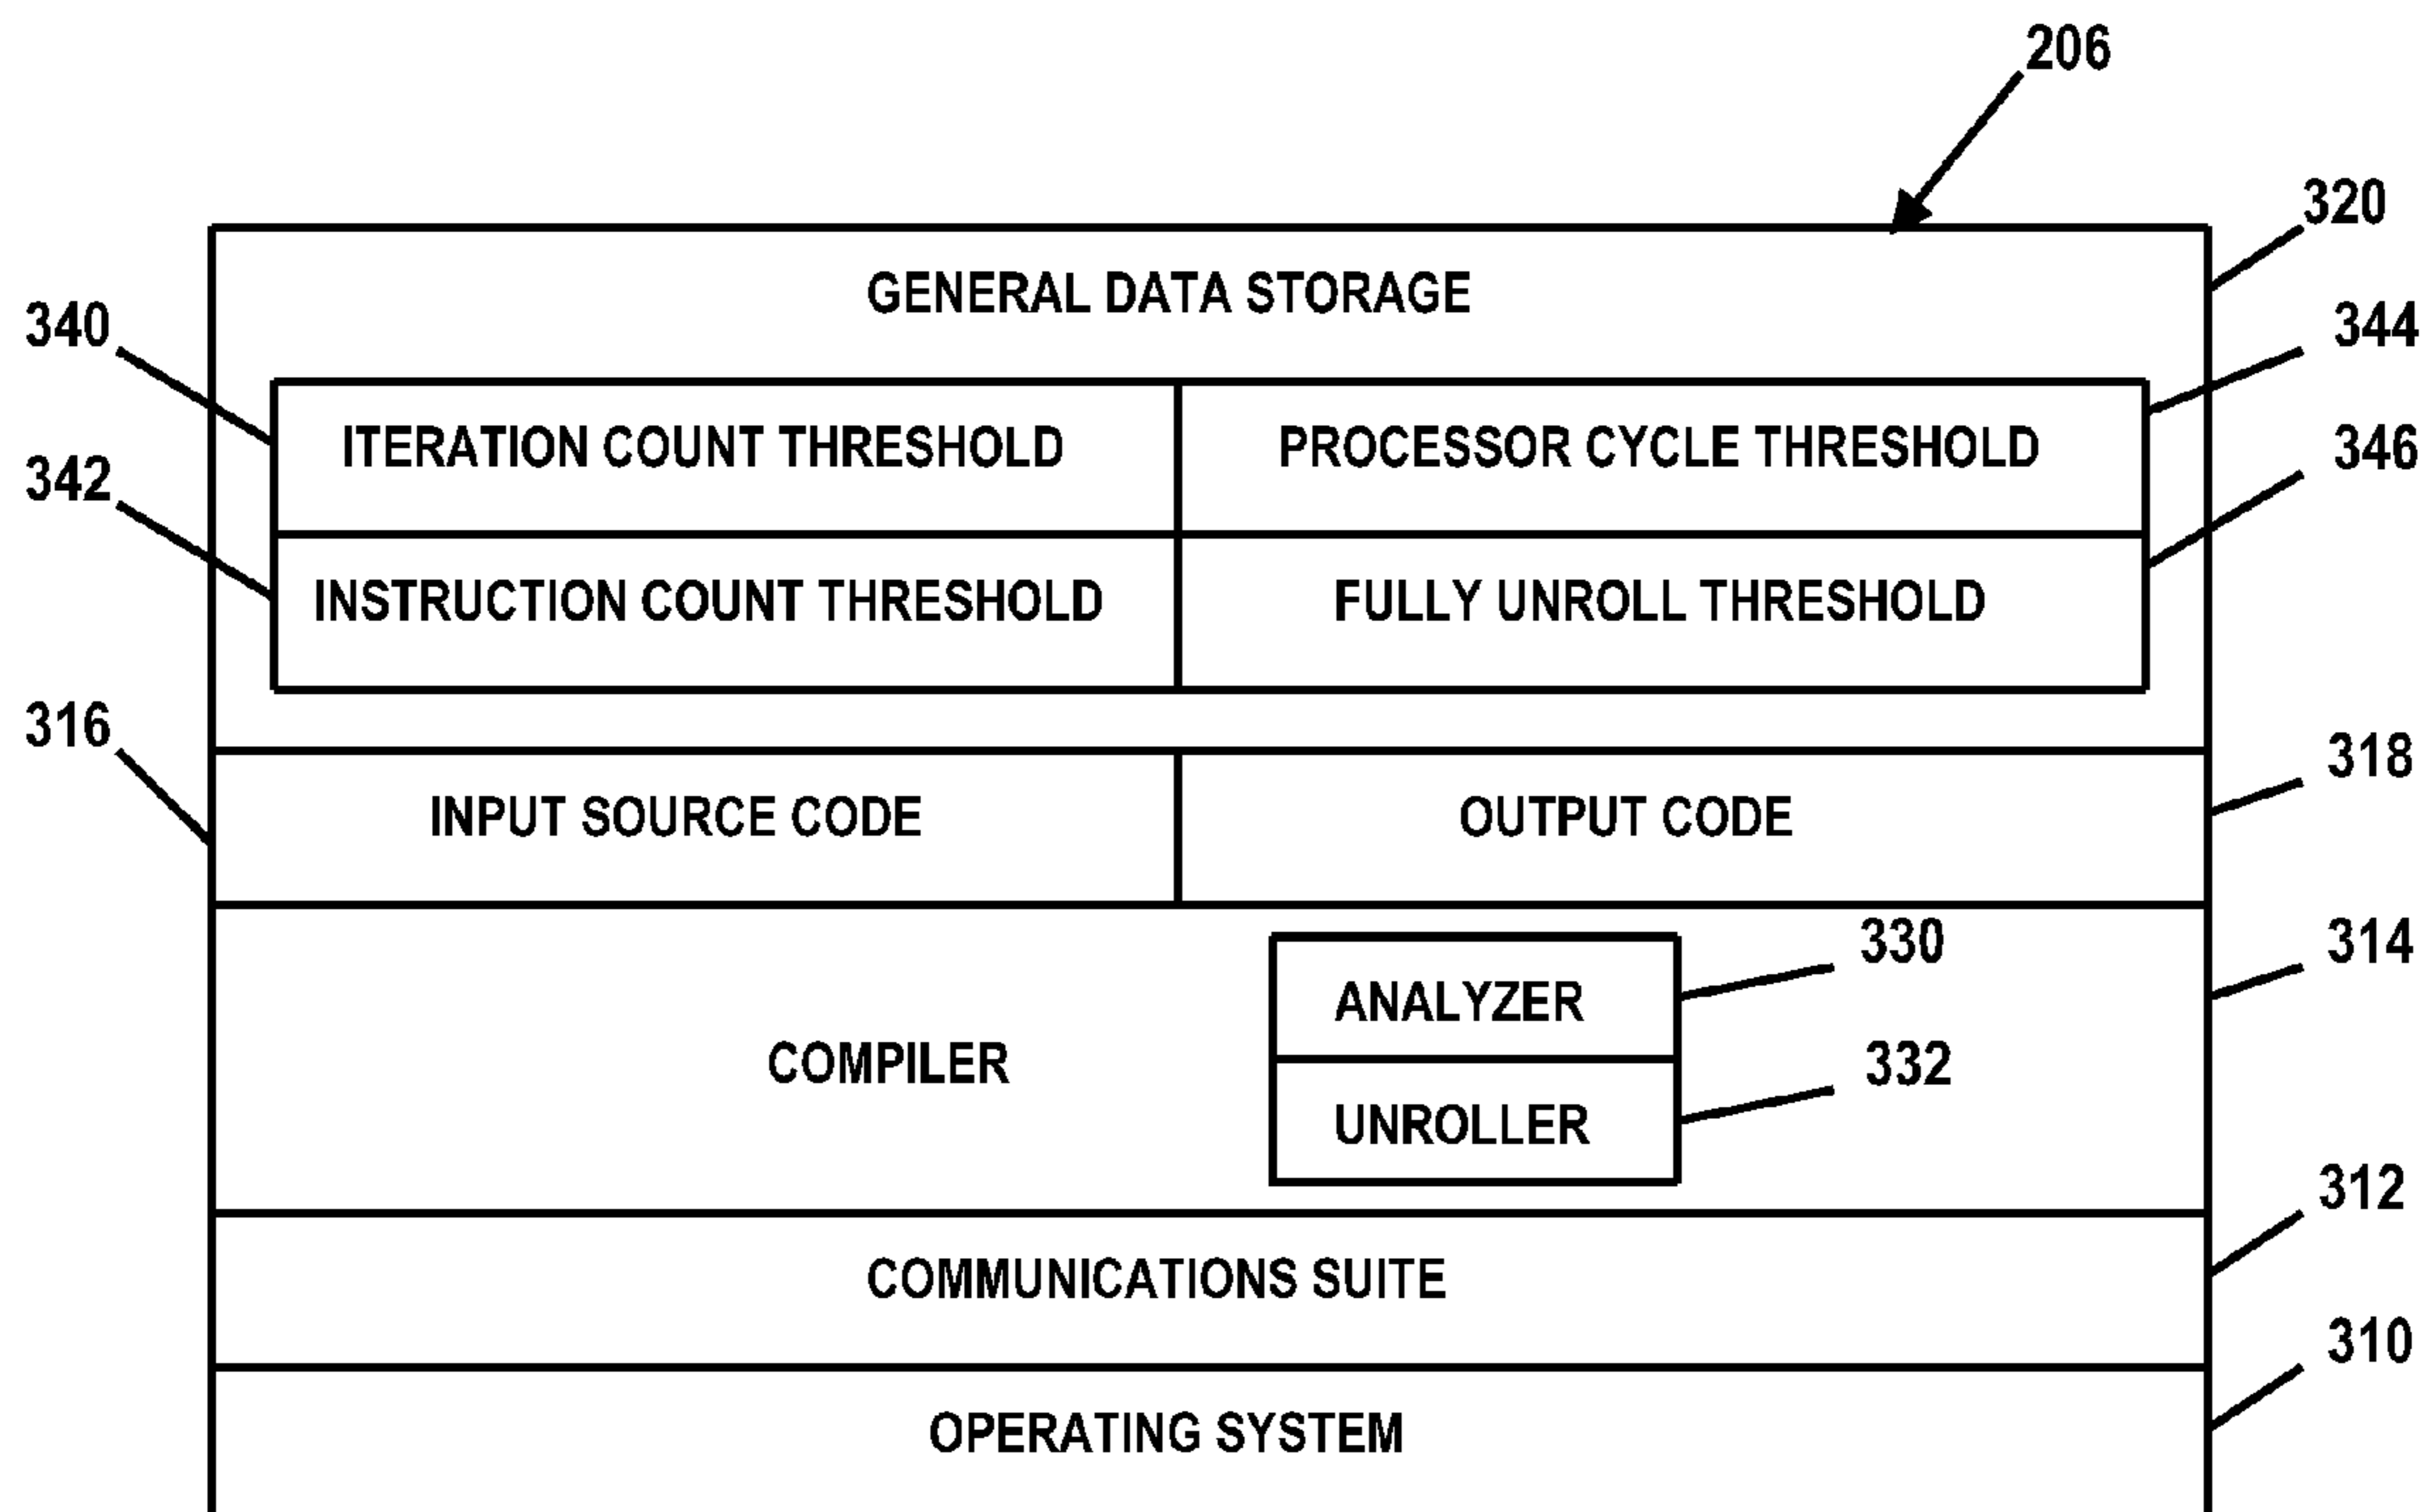 206
320
GENERAL DATA STORAGE
340
344
ITERATION COUNT THRESHOLD
PROCESSOR CYCLE THRESHOLD
342
346
INSTRUCTION COUNT THRESHOLD
FULLY UNROLL THRESHOLD
316
318
INPUT SOURCE CODE
OUTPUT CODE
330
314
ANALYZER
COMPILER
332
UNROLLER
312
COMMUNICATIONS SUITE
310
OPERATING SYSTEM